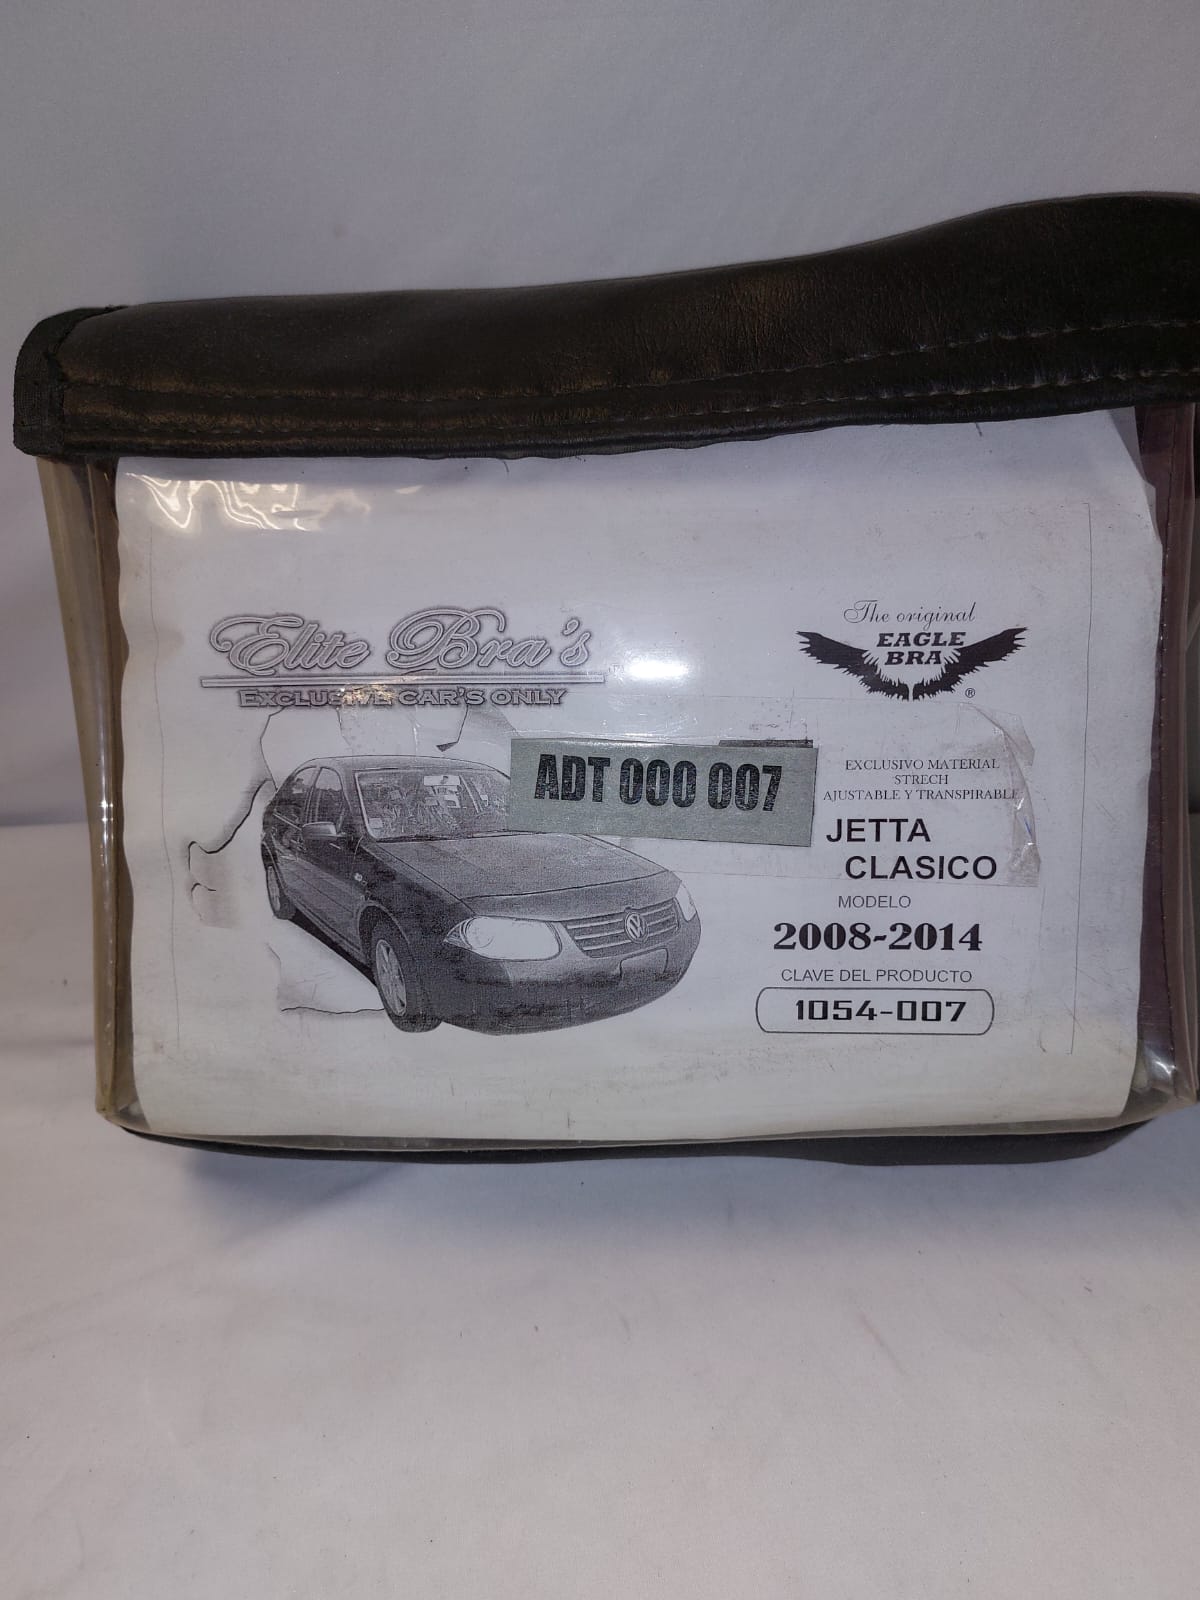 Elite Bra's
EXCLUSIVE CAR'S ONLY
The original
EAGLE
BRA
®
ADT 000 007
EXCLUSIVO MATERIAL
STRECH
AJUSTABLE Y TRANSPIRABLE
JETTA
CLASICO
MODELO
2008-2014
CLAVE DEL PRODUCTO
1054-007